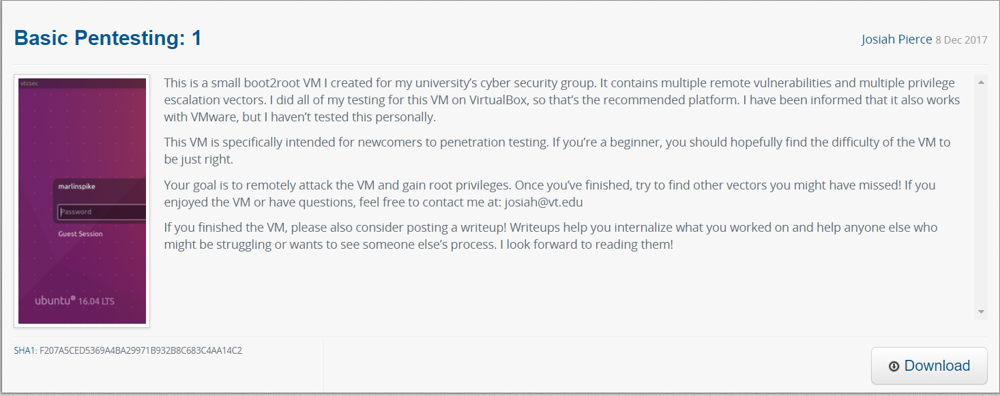 Basic Pentesting: 1
Josiah Pierce 8 Dec 2017
vtcsec
marlinspike
Password
Guest Session
ubuntu® 16.04 LTS
This is a small boot2root VM I created for my university’s cyber security group. It contains multiple remote vulnerabilities and multiple privilege
escalation vectors. I did all of my testing for this VM on VirtualBox, so that’s the recommended platform. I have been informed that it also works
with VMware, but I haven’t tested this personally.
This VM is specifically intended for newcomers to penetration testing. If you’re a beginner, you should hopefully find the difficulty of the VM to
be just right.
Your goal is to remotely attack the VM and gain root privileges. Once you’ve finished, try to find other vectors you might have missed! If you
enjoyed the VM or have questions, feel free to contact me at: josiah@vt.edu
If you finished the VM, please also consider posting a writeup! Writeups help you internalize what you worked on and help anyone else who
might be struggling or wants to see someone else’s process. I look forward to reading them!
SHA1: F207A5CED5369A4BA29971B932B8C683C4AA14C2
Download